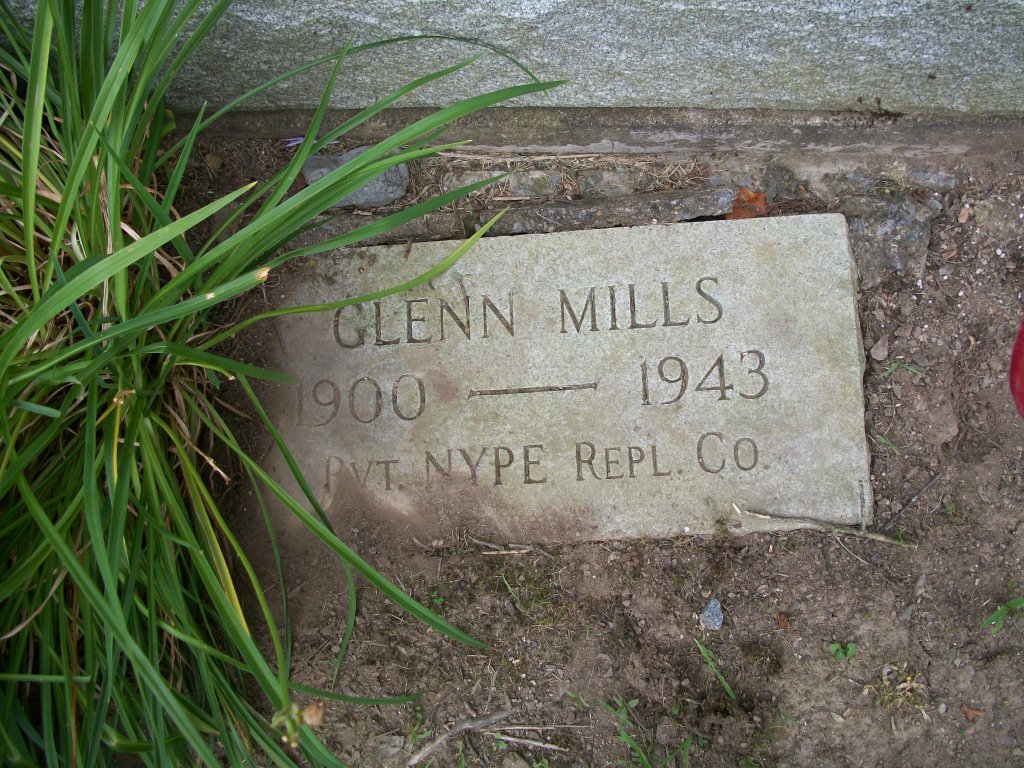 GLENN MILLS
1900 — 1943
PVT. NYPE REPL. CO.